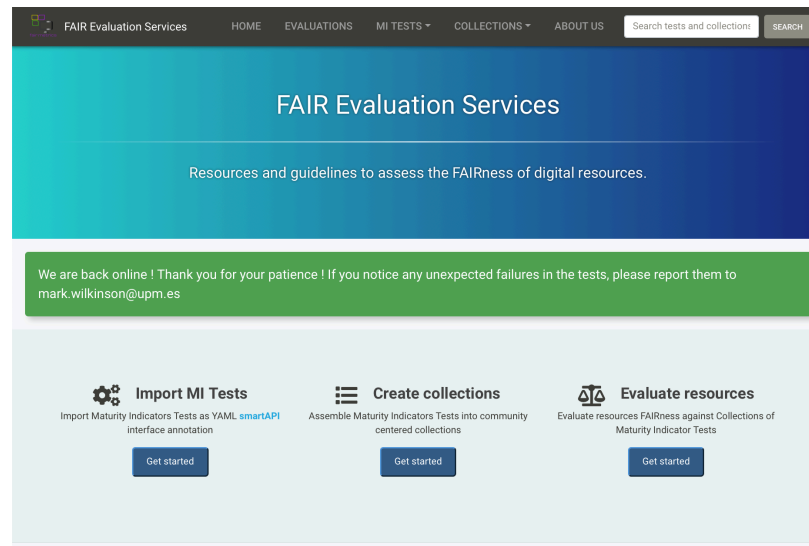 FAIR Evaluation Services HOME EVALUATIONS MI TESTS COLLECTIONS ABOUT US Search tests and collections SEARCH
FAIR Evaluation Services
Resources and guidelines to assess the FAIRness of digital resources.
We are back online ! Thank you for your patience ! If you notice any unexpected failures in the tests, please report them to
mark.wilkinson@upm.es
Import MI Tests
Import Maturity Indicators Tests as YAML smartAPI
interface annotation
Get started
Create collections
Assemble Maturity Indicators Tests into community
centered collections
Get started
Evaluate resources
Evaluate resources FAIRness against Collections of
Maturity Indicator Tests
Get started